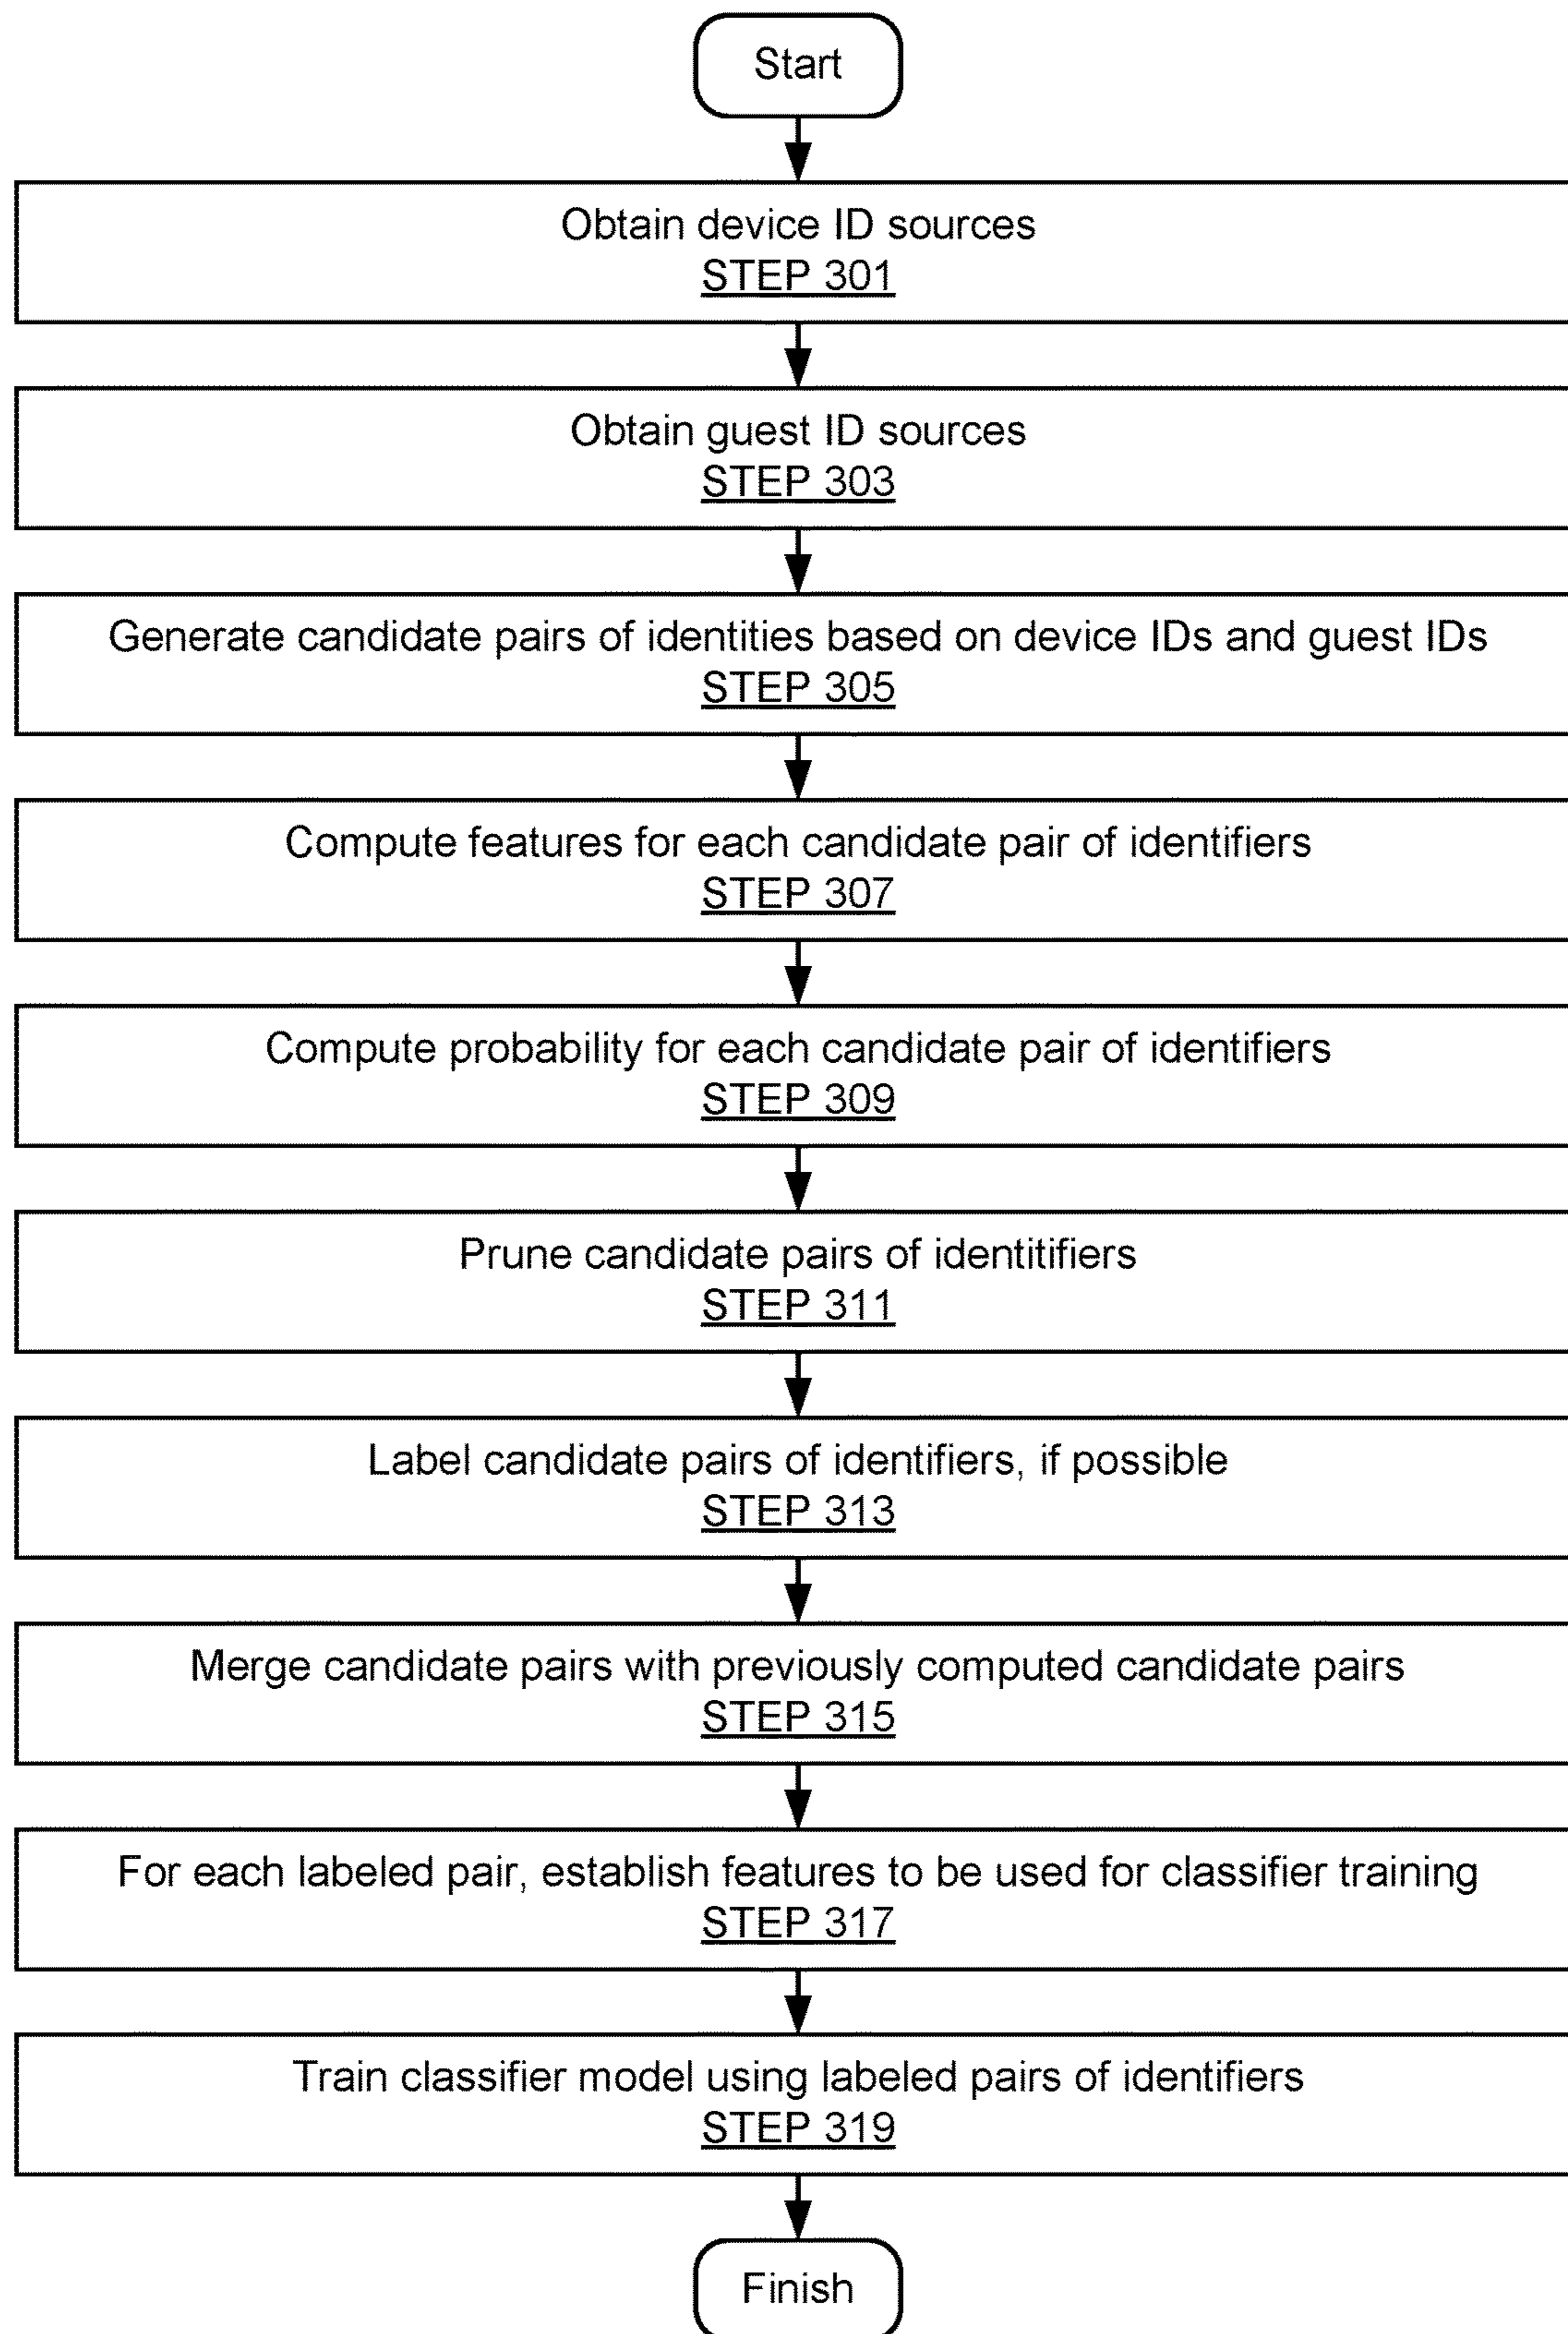 Start
Obtain device ID sources
STEP 301
Obtain guest ID sources
STEP 303
Generate candidate pairs of identities based on device IDs and guest IDs
STEP 305
Compute features for each candidate pair of identifiers
STEP 307
Compute probability for each candidate pair of identifiers
STEP 309
Prune candidate pairs of identitifiers
STEP 311
Label candidate pairs of identifiers, if possible
STEP 313
Merge candidate pairs with previously computed candidate pairs
STEP 315
For each labeled pair, establish features to be used for classifier training
STEP 317
Train classifier model using labeled pairs of identifiers
STEP 319
Finish